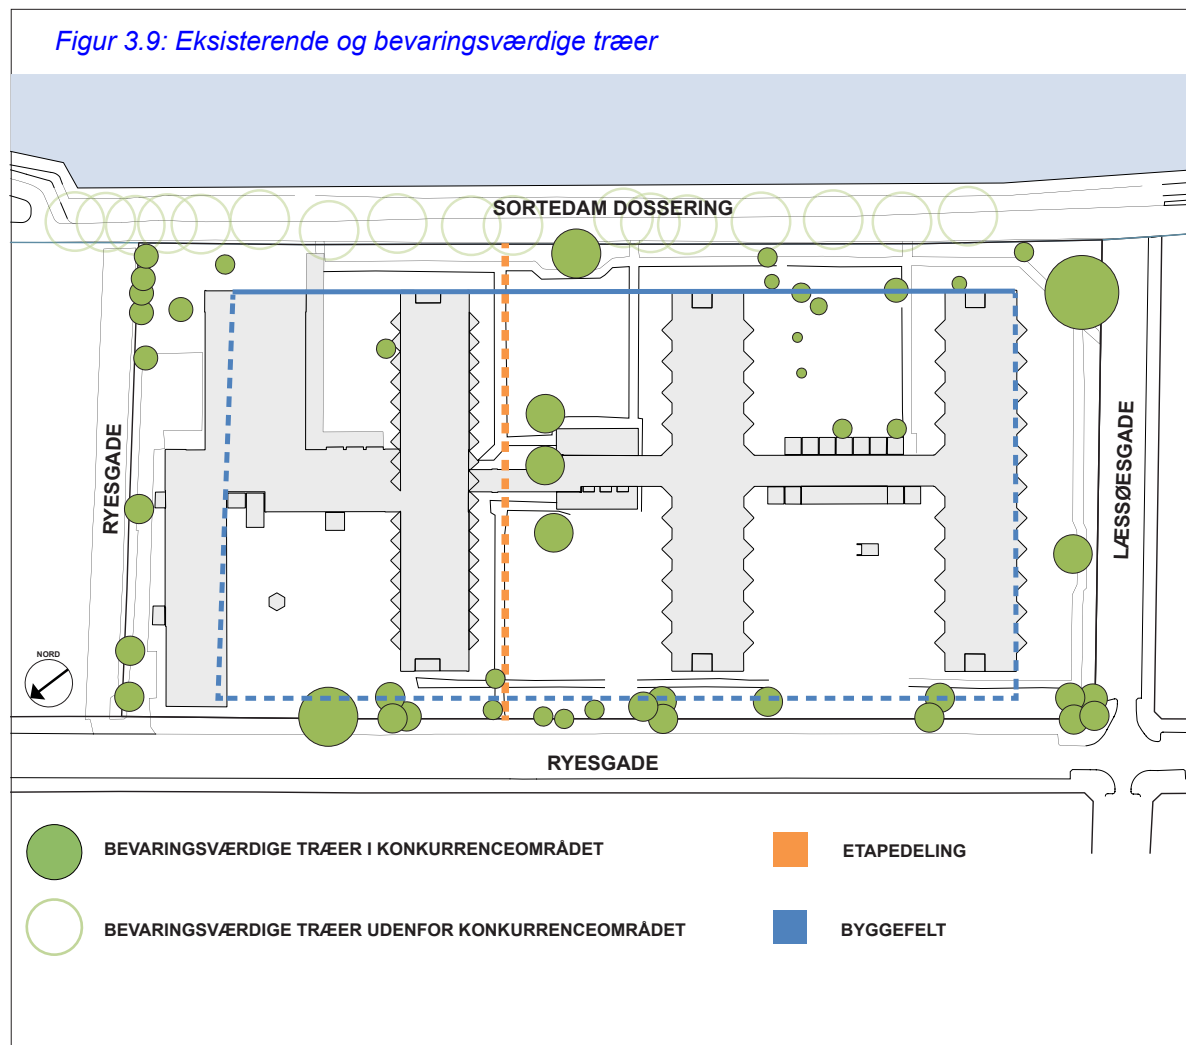 Figur 3.9: Eksisterende og bevaringsværdige træer
SORTEDAM DOSSERING
RYESGADE
LÆSSØESGADE
NORD
RYESGADE
BEVARINGSVÆRDIGE TRÆER I KONKURRENCEOMRÅDET
ETAPEDELING
BEVARINGSVÆRDIGE TRÆER UDENFOR KONKURRENCEOMRÅDET
BYGGEFELT